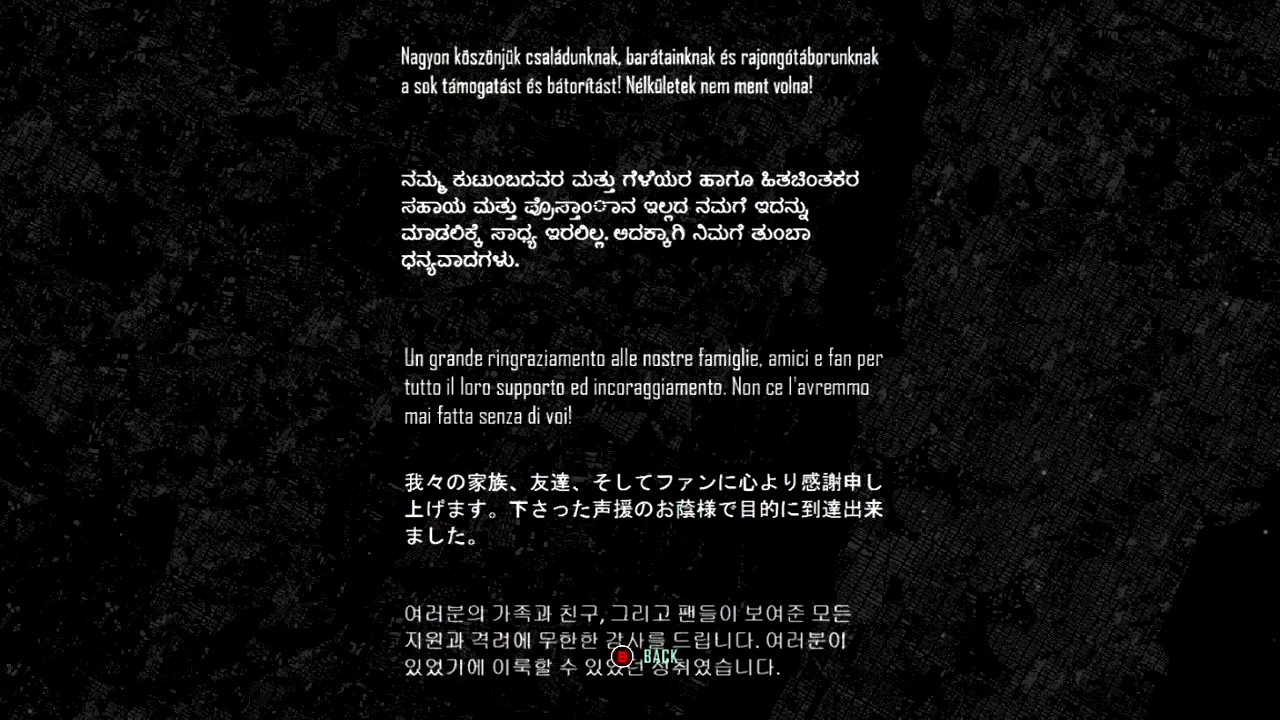 Nagyon köszönjük családunknak, barátainknak és rajongótáborunknak
a sok támogatást és bátorítást! Nélkületek nem ment volna!
ನಮ್ಮ ಕುಟುಂಬದವರ ಮತ್ತು ಗೆಳೆಯರ ಹಾಗೂ ಹಿತಚಿಂತಕರ
ಸಹಾಯ ಮತ್ತು ಇಲ್ಲದ ನಮಗೆ ಇದನ್ನು
ಮಾಡಲಿಕ್ಕೆ ಸಾಧ್ಯ ಇರಲಿಲ್ಲ. ಅದಕ್ಕಾಗಿ ನಿಮಗೆ ತುಂಬಾ
ಧನ್ಯವಾದಗಳು.
Un grande ringraziamento alle nostre famiglie, amici e fan per
tutto il loro supporto ed incoraggiamento. Non ce l'avremmo
mai fatta senza di voi!
我々の家族、友達、そしてファンに心より感謝申し
上げます。下さった声援のお蔭様で目的に到達出来
ました。
여러분의 가족과 친구, 그리고 팬들이 보여준 모든
지원과 격려에 무한한 감사를 드립니다. 여러분이
있었기에 이룩할 수 있었던 성취였습니다.
B BACK